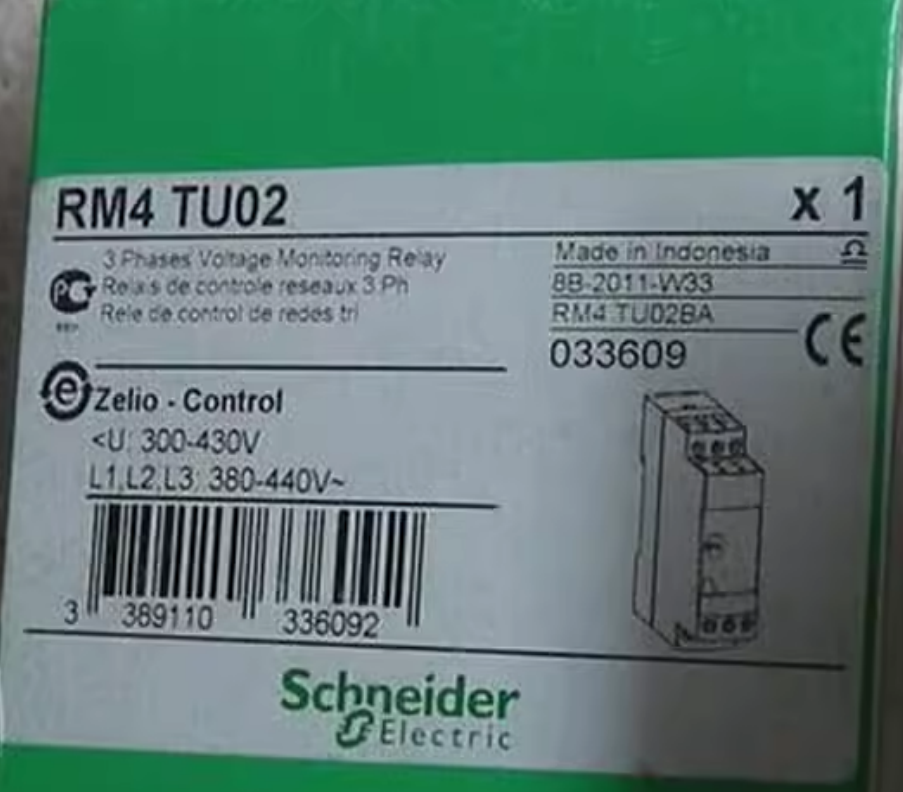 RM4 TU02
x 1
3 Phases Voltage Monitoring Relay
Relais de controle reseaux 3 Ph
Rele de control de redes tri
Made in Indonesia
8B-2011-W33
RM4 TU02BA
033609
CE
Zelio - Control
<U: 300-430V
L1,L2,L3: 380-440V~
3 389110 336092
Schneider
Electric